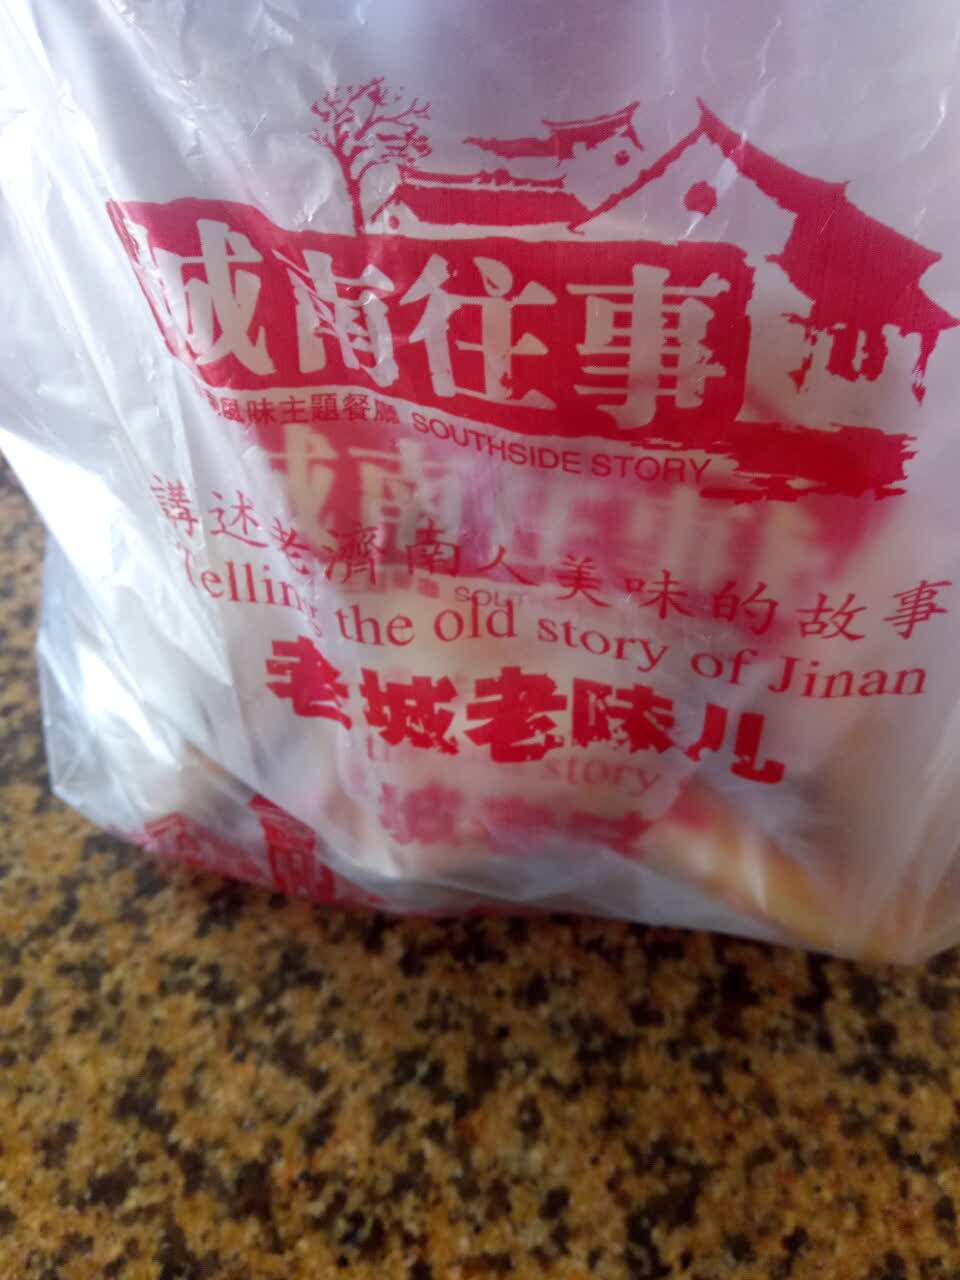 城南往事
風味主題餐廳 SOUTHSIDE STORY
講述老濟南人美味的故事
Telling the old story of Jinan
老城老味儿